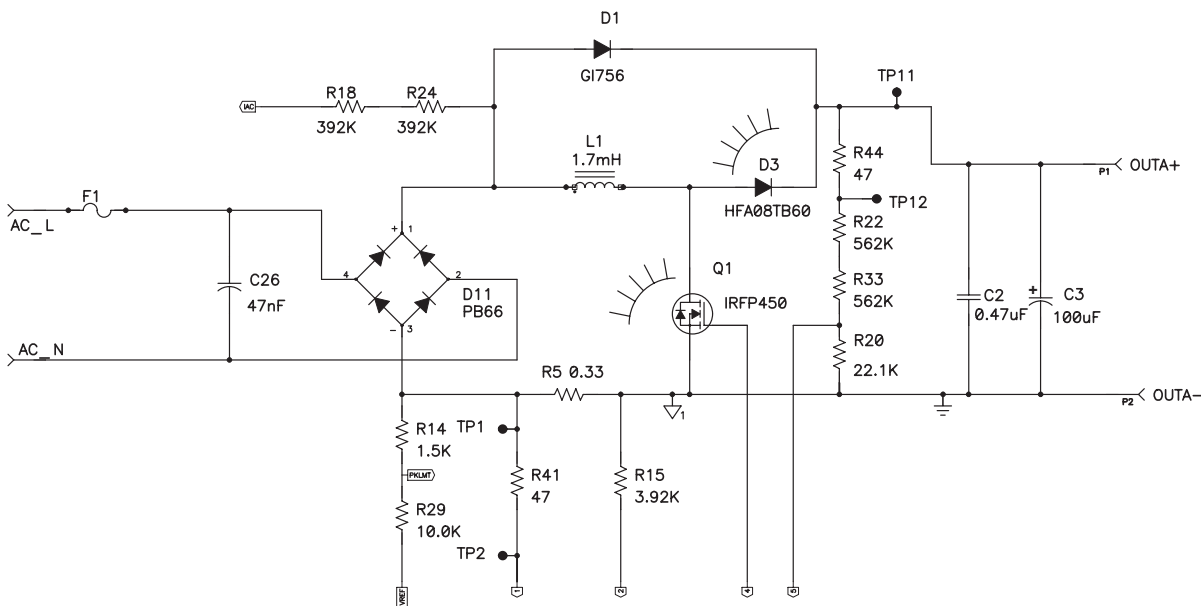 D1
GI756
TP11
IAC
R18
392K
R24
392K
L1
1.7mH
D3
HFA08TB60
R44
47
P1
OUTA+
F1
AC_L
TP12
R22
562K
+ 1
4
2
C26
47nF
D11
PB66
Q1
IRFP450
R33
562K
C2
0.47uF
+
C3
100uF
- 3
AC_N
R20
22.1K
R5 0.33
1
P2
OUTA-
R14
1.5K
TP1
PKLMT
R41
47
R15
3.92K
R29
10.0K
TP2
VREF
1
2
4
5